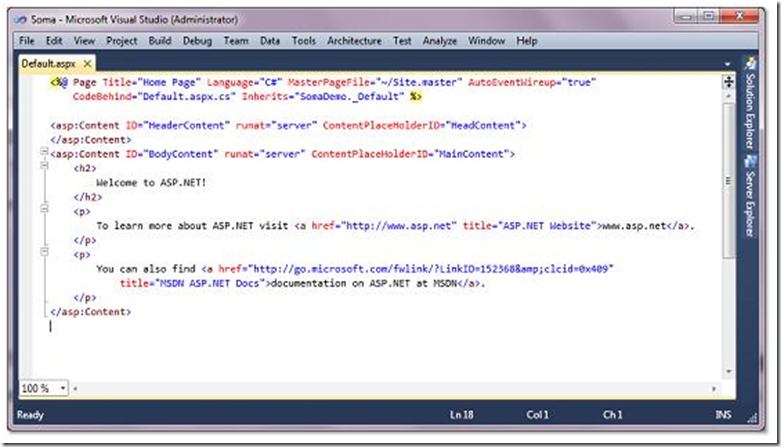 Soma - Microsoft Visual Studio (Administrator)
File Edit View Project Build Debug Team Data Tools Architecture Test Analyze Window Help
Default.aspx
<%@ Page Title="Home Page" Language="C#" MasterPageFile="~/Site.master" AutoEventWireup="true"
CodeBehind="Default.aspx.cs" Inherits="SomaDemo._Default" %>
<asp:Content ID="HeaderContent" runat="server" ContentPlaceHolderID="HeadContent">
</asp:Content>
<asp:Content ID="BodyContent" runat="server" ContentPlaceHolderID="MainContent">
<h2>
Welcome to ASP.NET!
</h2>
<p>
To learn more about ASP.NET visit <a href="http://www.asp.net" title="ASP.NET Website">www.asp.net</a>.
</p>
<p>
You can also find <a href="http://go.microsoft.com/fwlink/?LinkID=152368&amp;clcid=0x409"
title="MSDN ASP.NET Docs">documentation on ASP.NET at MSDN</a>.
</p>
</asp:Content>
Solution Explorer
Server Explorer
100 %
Ready Ln 18 Col 1 Ch 1 INS